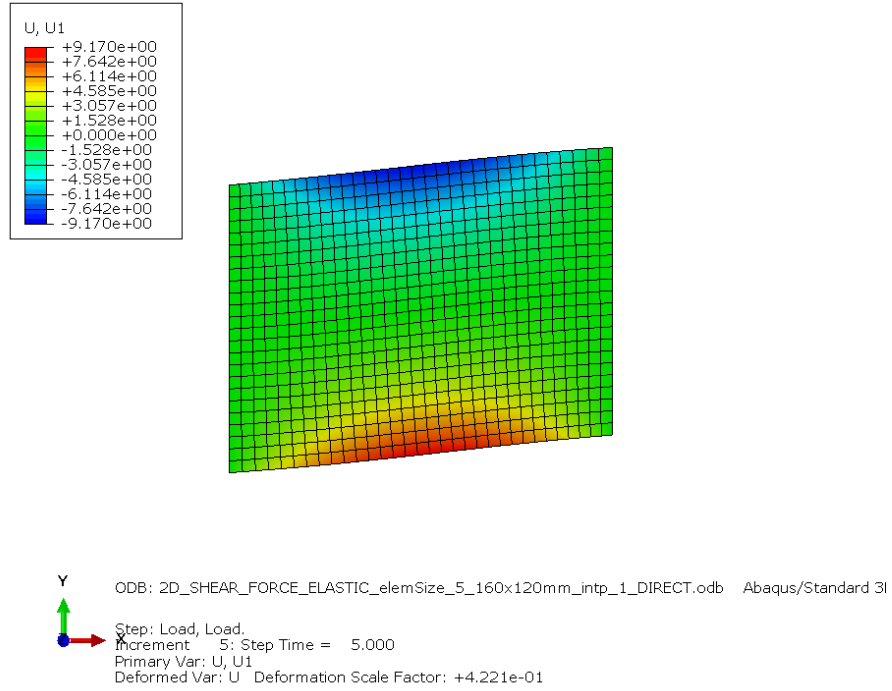 U, U1
+9.170e+00
+7.642e+00
+6.114e+00
+4.585e+00
+3.057e+00
+1.528e+00
+0.000e+00
-1.528e+00
-3.057e+00
-4.585e+00
-6.114e+00
-7.642e+00
-9.170e+00
Y
X
ODB: 2D_SHEAR_FORCE_ELASTIC_elemSize_5_160x120mm_intp_1_DIRECT.odb Abaqus/Standard
Step: Load, Load.
Increment 5: Step Time = 5.000
Primary Var: U, U1
Deformed Var: U Deformation Scale Factor: +4.221e-01